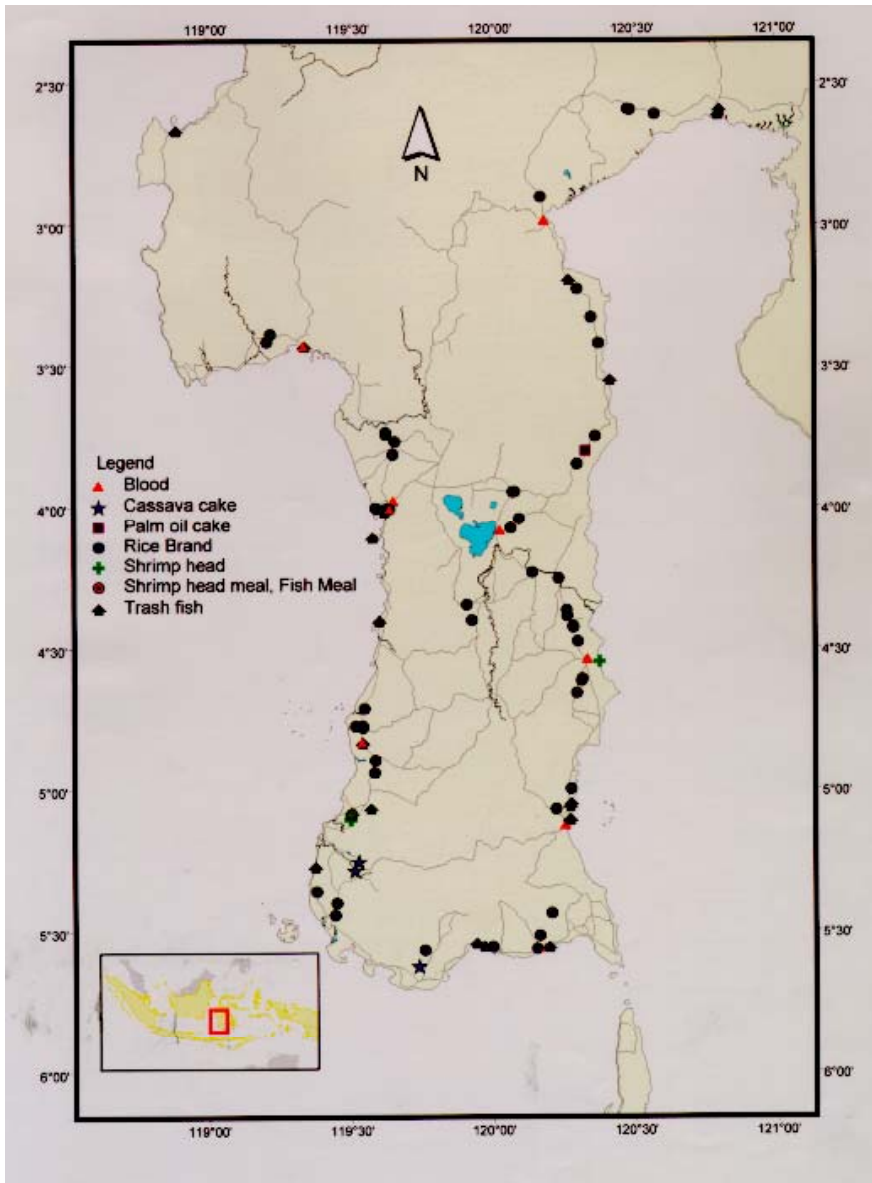 119°00'
119°30'
120°00'
120°30'
121°00'
2°30'
2°30'
N
3°00'
3°00'
3°30'
3°30'
Legend
Blood
Cassava cake
Palm oil cake
Rice Brand
Shrimp head
Shrimp head meal, Fish Meal
Trash fish
4°00'
4°00'
4°30'
4°30'
5°00'
5°00'
5°30'
5°30'
6°00'
6°00'
119°00'
119°30'
120°00'
120°30'
121°00'